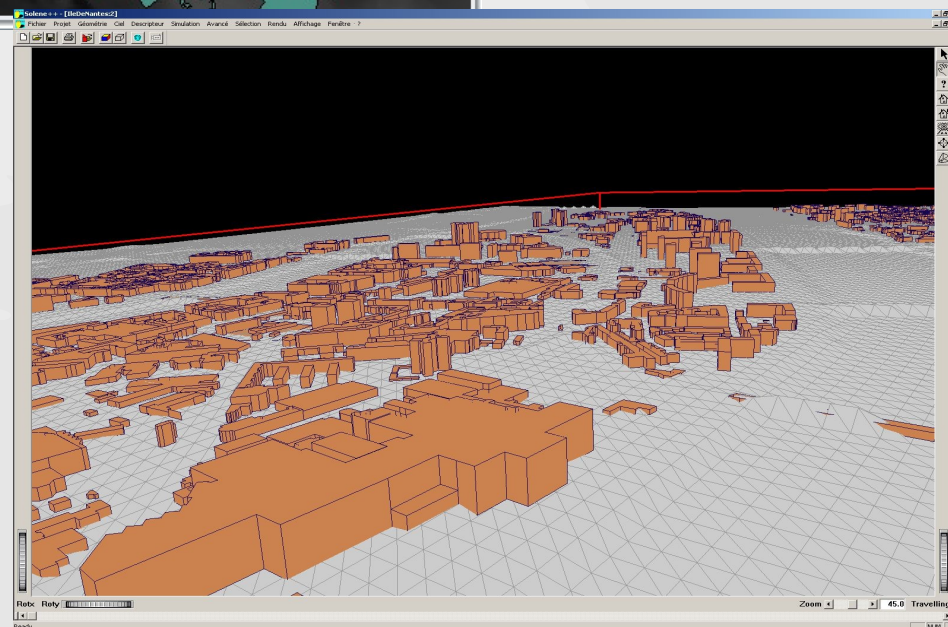 Solene++ - [IleDeNantes:2]
Fichier Projet Géométrie Ciel Descripteur Simulation Avancé Sélection Rendu Affichage Fenêtre ?
?
Rotx Roty
Zoom 45.0 Travelling
Ready
NUM